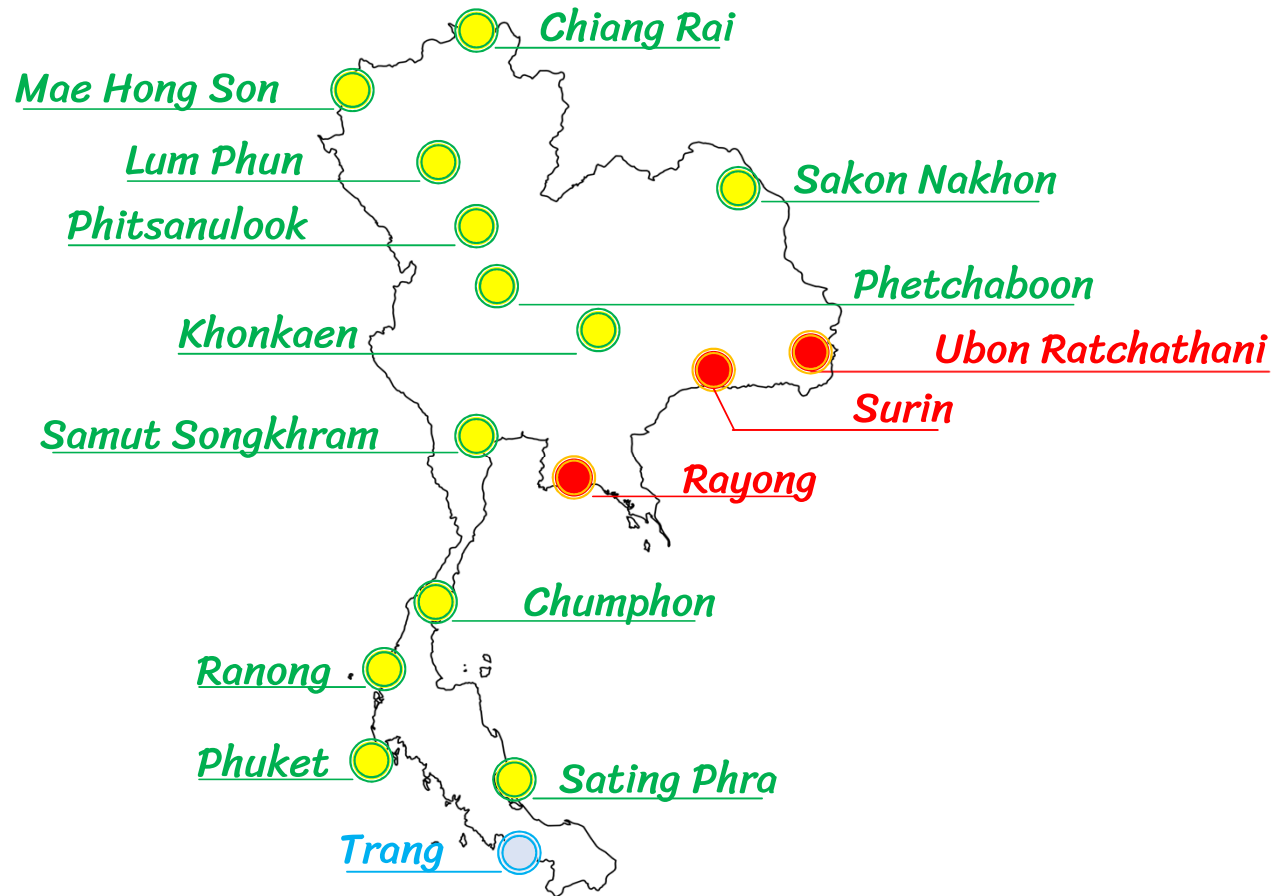 Chiang Rai
Mae Hong Son
Lum Phun
Sakon Nakhon
Phitsanulook
Phetchaboon
Khonkaen
Ubon Ratchathani
Surin
Samut Songkhram
Rayong
Chumphon
Ranong
Phuket
Sating Phra
Trang